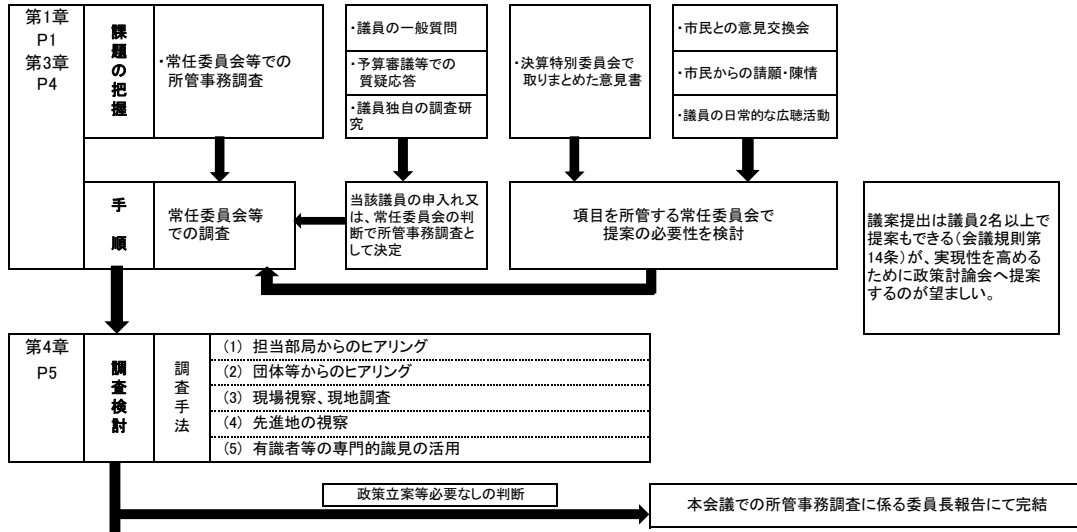 第1章
P1
第3章
P4
課題の把握
・常任委員会等での
所管事務調査
・議員の一般質問
・予算審議等での
質疑応答
・議員独自の調査研
究
・決算特別委員会で
取りまとめた意見書
・市民との意見交換会
・市民からの請願・陳情
・議員の日常的な広聴活動
手順
常任委員会等
での調査
当該議員の申入れ又
は、常任委員会の判
断で所管事務調査と
して決定
項目を所管する常任委員会で
提案の必要性を検討
議案提出は議員2名以上で
提案もできる(会議規則第
14条)が、実現性を高める
ために政策討論会へ提案
するのが望ましい。
第4章
P5
調査検討
調査手法
(1) 担当部局からのヒアリング
(2) 団体等からのヒアリング
(3) 現場視察、現地調査
(4) 先進地の視察
(5) 有識者等の専門的識見の活用
政策立案等必要なしの判断
本会議での所管事務調査に係る委員長報告にて完結